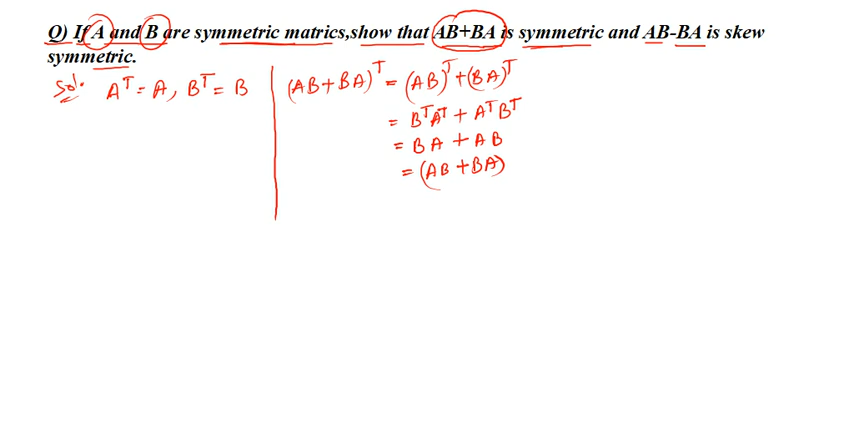 Q) If A and B are symmetric matrics,show that AB+BA is symmetric and AB-BA is skew
symmetric.
Sol. Aᵀ = A, Bᵀ = B
(AB+BA)ᵀ = (AB)ᵀ+(BA)ᵀ
= BᵀAᵀ + AᵀBᵀ
= BA + AB
= (AB+BA)